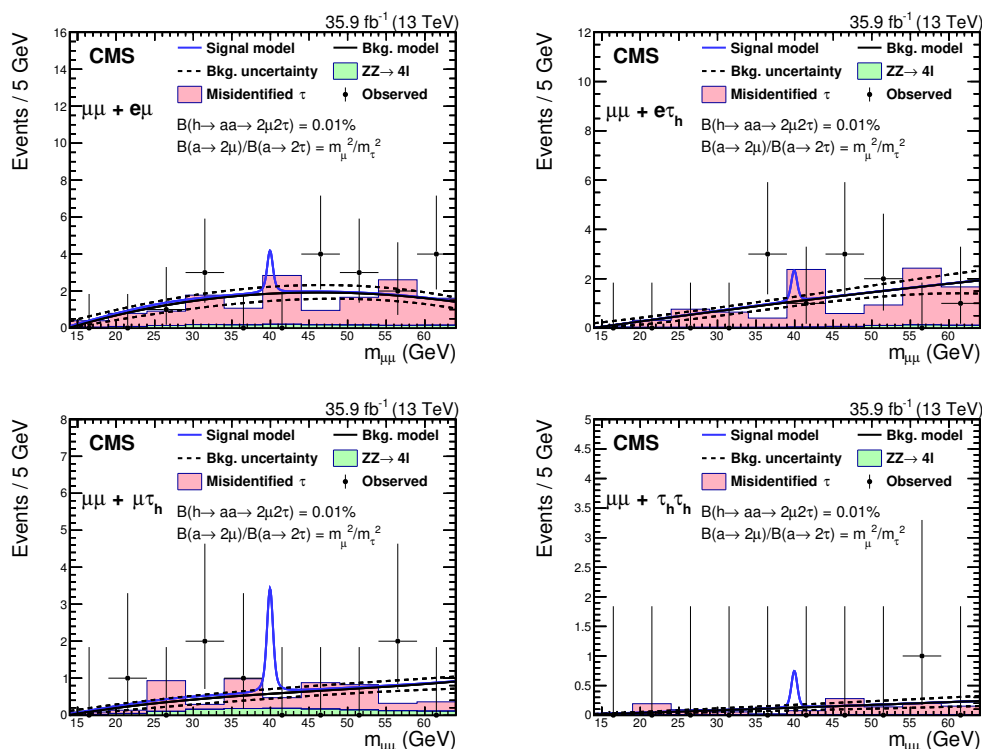 35.9 fb⁻¹ (13 TeV)
Events / 5 GeV
16
14
12
10
8
6
4
2
0
CMS
Signal model
Bkg. model
Bkg. uncertainty
ZZ→ 4l
Misidentified τ
Observed
μμ + eμ
B(h→ aa→ 2μ2τ) = 0.01%
B(a→ 2μ)/B(a→ 2τ) = m_μ²/m_τ²
15 20 25 30 35 40 45 50 55 60
m_μμ (GeV)
35.9 fb⁻¹ (13 TeV)
Events / 5 GeV
12
10
8
6
4
2
0
CMS
Signal model
Bkg. model
Bkg. uncertainty
ZZ→ 4l
Misidentified τ
Observed
μμ + eτ_h
B(h→ aa→ 2μ2τ) = 0.01%
B(a→ 2μ)/B(a→ 2τ) = m_μ²/m_τ²
15 20 25 30 35 40 45 50 55 60
m_μμ (GeV)
35.9 fb⁻¹ (13 TeV)
Events / 5 GeV
8
7
6
5
4
3
2
1
0
CMS
Signal model
Bkg. model
Bkg. uncertainty
ZZ→ 4l
Misidentified τ
Observed
μμ + μτ_h
B(h→ aa→ 2μ2τ) = 0.01%
B(a→ 2μ)/B(a→ 2τ) = m_μ²/m_τ²
15 20 25 30 35 40 45 50 55 60
m_μμ (GeV)
35.9 fb⁻¹ (13 TeV)
Events / 5 GeV
5
4.5
4
3.5
3
2.5
2
1.5
1
0.5
0
CMS
Signal model
Bkg. model
Bkg. uncertainty
ZZ→ 4l
Misidentified τ
Observed
μμ + τ_hτ_h
B(h→ aa→ 2μ2τ) = 0.01%
B(a→ 2μ)/B(a→ 2τ) = m_μ²/m_τ²
15 20 25 30 35 40 45 50 55 60
m_μμ (GeV)